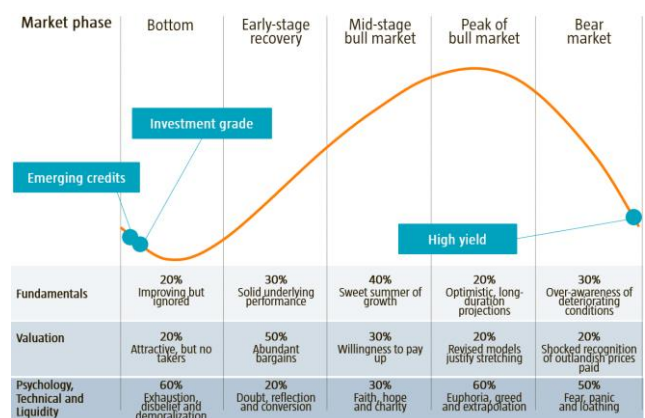 Market phase
Bottom
Early-stage
recovery
Mid-stage
bull market
Peak of
bull market
Bear
market
Investment grade
Emerging credits
High yield
Fundamentals
20%
Improving but
ignored
30%
Solid underlying
performance
40%
Sweet summer of
growth
20%
Optimistic, long-
duration
projections
30%
Over-awareness of
deteriorating
conditions
Valuation
20%
Attractive, but no
takers
50%
Abundant
bargains
30%
Willingness to pay
up
20%
Revised models
justify stretching
20%
Shocked recognition
of outlandish prices
paid
Psychology,
Technical and
Liquidity
60%
Exhaustion,
disbelief and
demoralization
20%
Doubt, reflection
and conversion
30%
Faith, hope
and charity
60%
Euphoria, greed
and extrapolation
50%
Fear, panic
and loathing